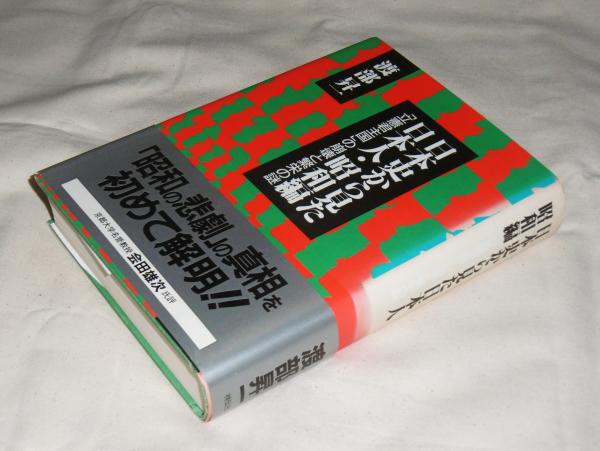 渡部昇一
日本史から見た
日本人・昭和編
「立憲君主国」の崩壊と繁栄の謎
「昭和の悲劇」の真相を
初めて解明!!
京都大学名誉教授 会田雄次 氏評
日本史から見た日本人
昭和編
渡部昇一